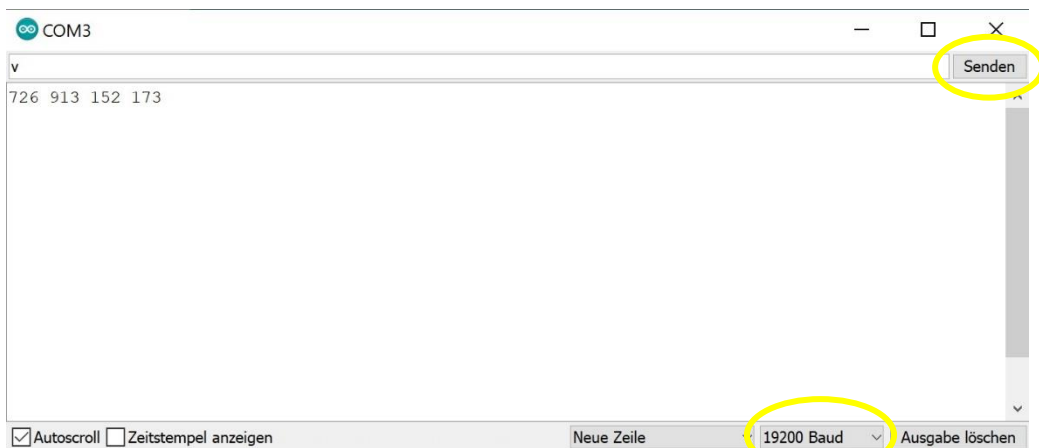 COM3
v
Senden
726 913 152 173
Autoscroll Zeitstempel anzeigen Neue Zeile 19200 Baud Ausgabe löschen